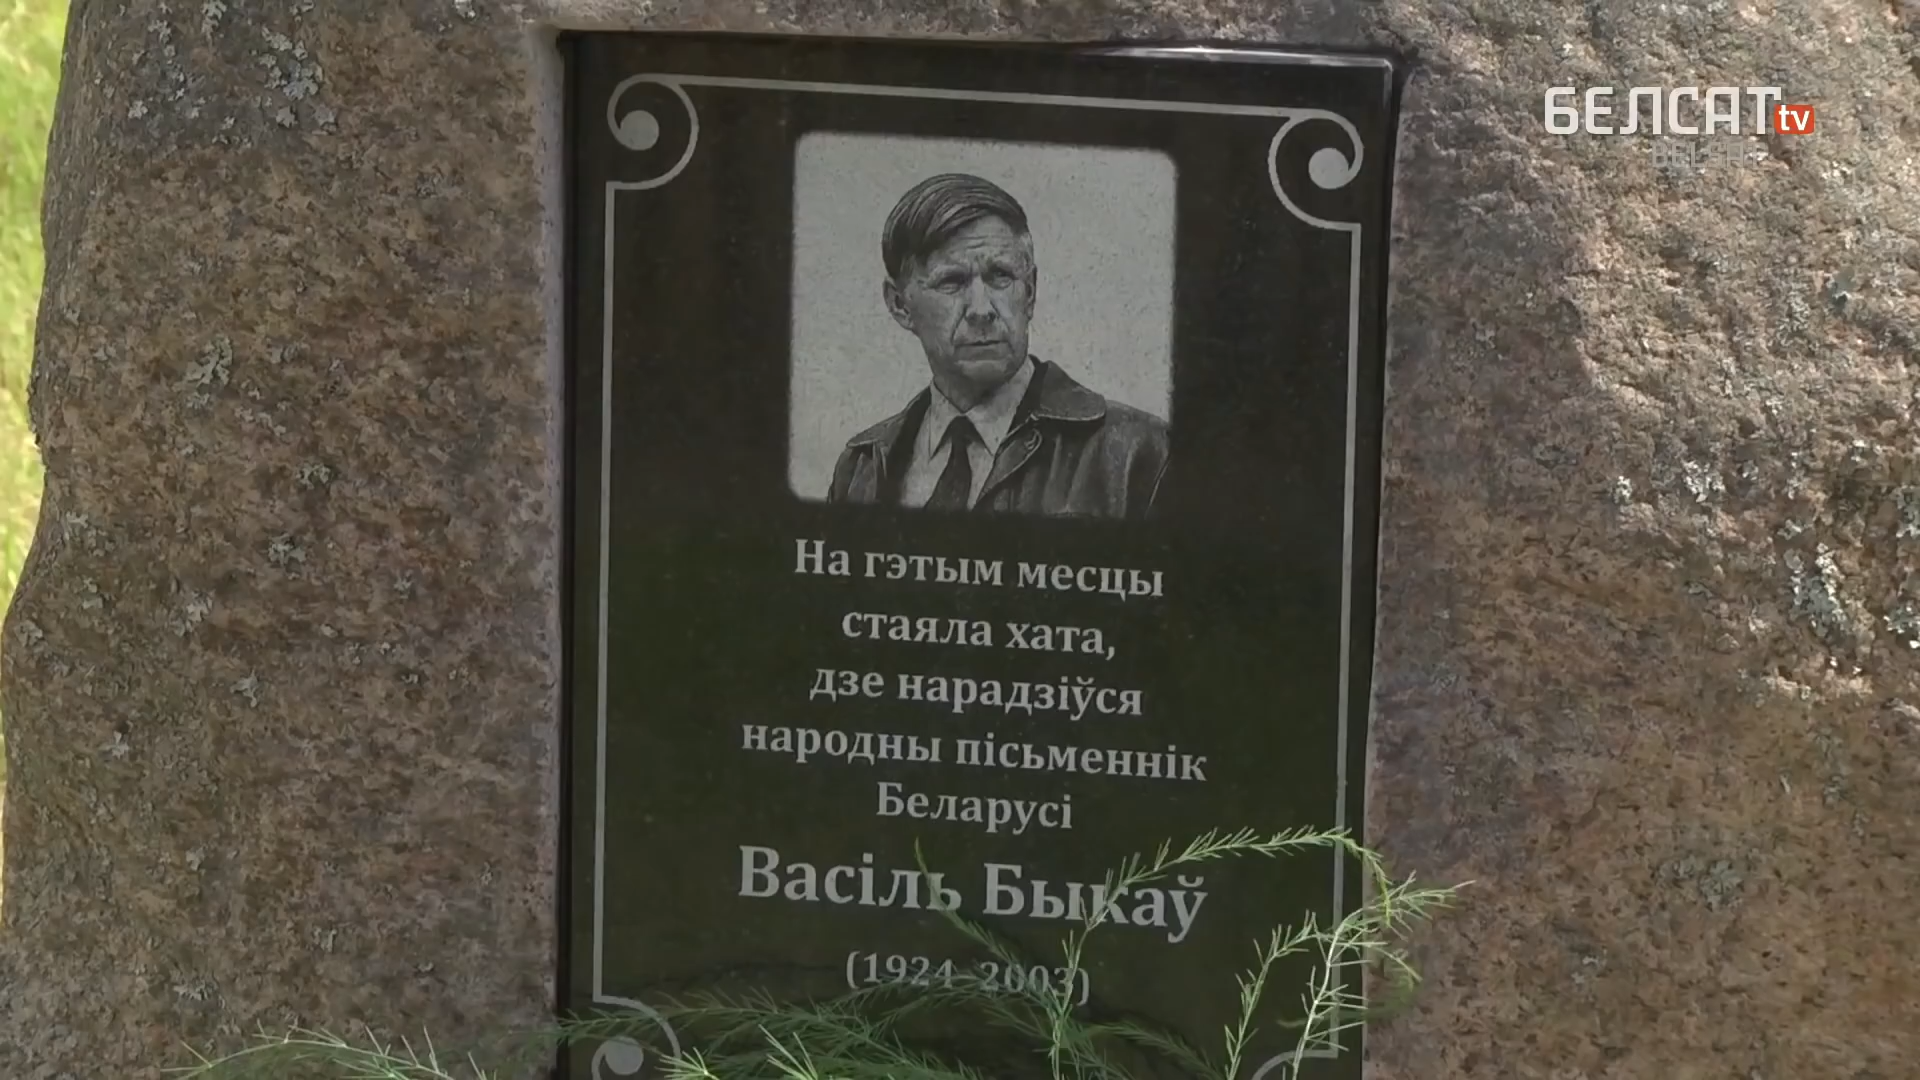 БЕЛСАТ tv
BELSAT
На гэтым месцы
стаяла хата,
дзе нарадзіўся
народны пісьменнік
Беларусі
Васіль Быкаў
(1924-2003)